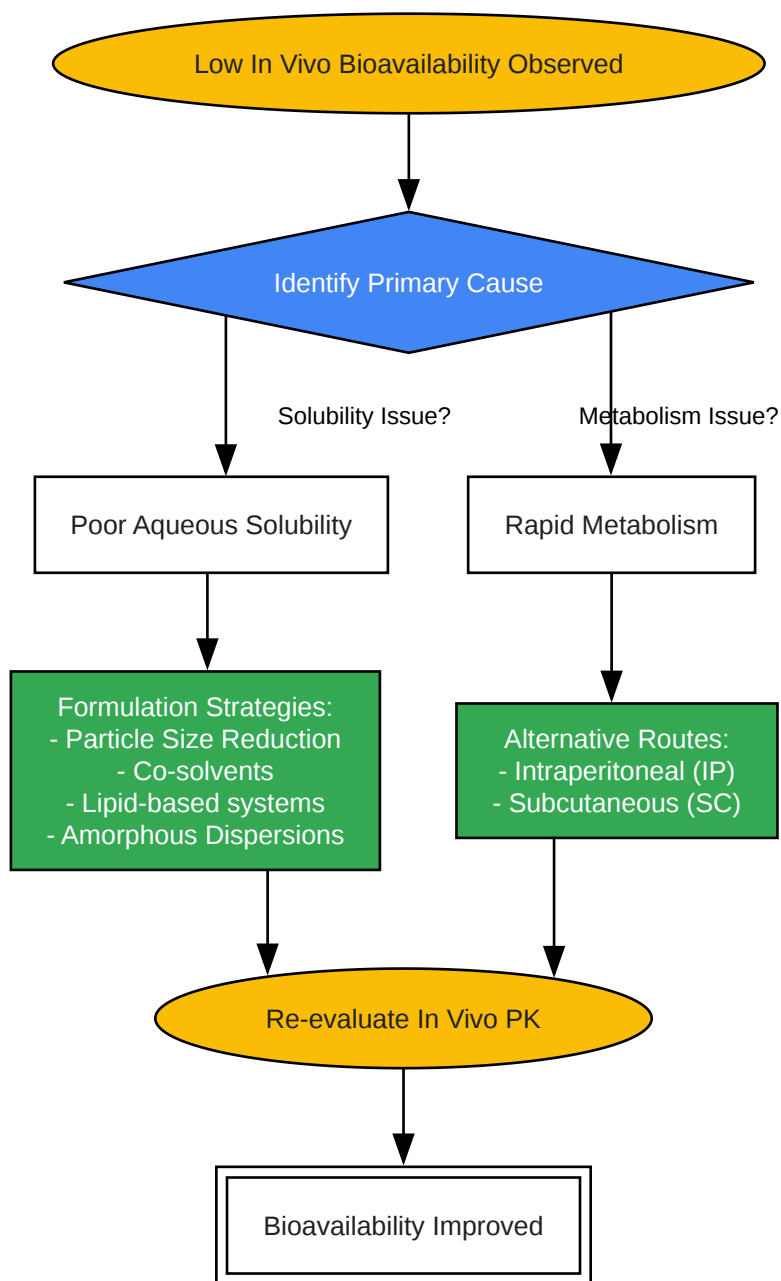 Low In Vivo Bioavailability Observed
Identify Primary Cause
Solubility Issue?
Metabolism Issue?
Poor Aqueous Solubility
Rapid Metabolism
Formulation Strategies:
- Particle Size Reduction
- Co-solvents
- Lipid-based systems
- Amorphous Dispersions
Alternative Routes:
- Intraperitoneal (IP)
- Subcutaneous (SC)
Re-evaluate In Vivo PK
Bioavailability Improved